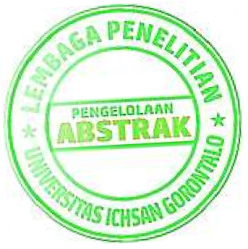 LEMBAGA PENELITIAN
PENGELOLAAN
ABSTRAK
UNIVERSITAS ICHSAN GORONTALO